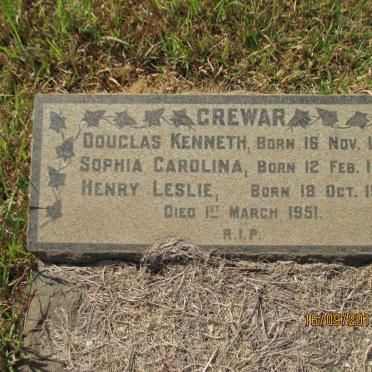 CREWAR
DOUGLAS KENNETH, BORN 16 NOV.
SOPHIA CAROLINA, BORN 12 FEB.
HENRY LESLIE, BORN 18 OCT.
DIED 1ST MARCH 1951.
R.I.P.
16/09/201